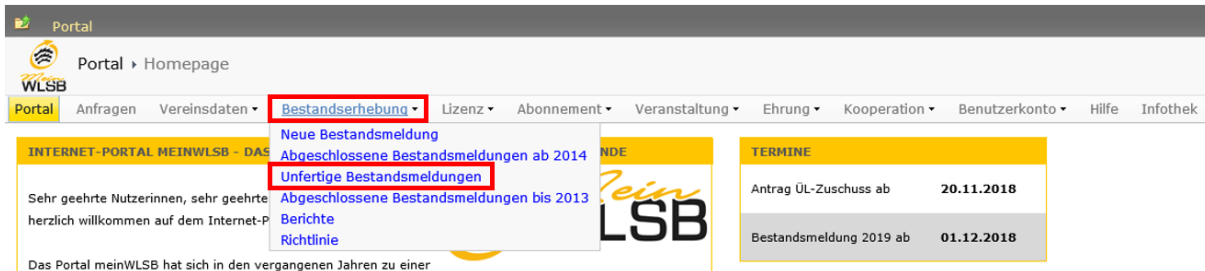 Portal
Mein
WLSB
Portal Homepage
Portal Anfragen Vereinsdaten Bestandserhebung Lizenz Abonnement Veranstaltung Ehrung Kooperation Benutzerkonto Hilfe Infothek
Neue Bestandsmeldung
Abgeschlossene Bestandsmeldungen ab 2014
Unfertige Bestandsmeldungen
Abgeschlossene Bestandsmeldungen bis 2013
Berichte
Richtlinie
INTERNET-PORTAL MEINWLSB - DAS
Sehr geehrte Nutzerinnen, sehr geehrte
herzlich willkommen auf dem Internet-P
Das Portal meinWLSB hat sich in den vergangenen Jahren zu einer
NDE
ein
LSB
TERMINE
Antrag ÜL-Zuschuss ab 20.11.2018
Bestandsmeldung 2019 ab 01.12.2018